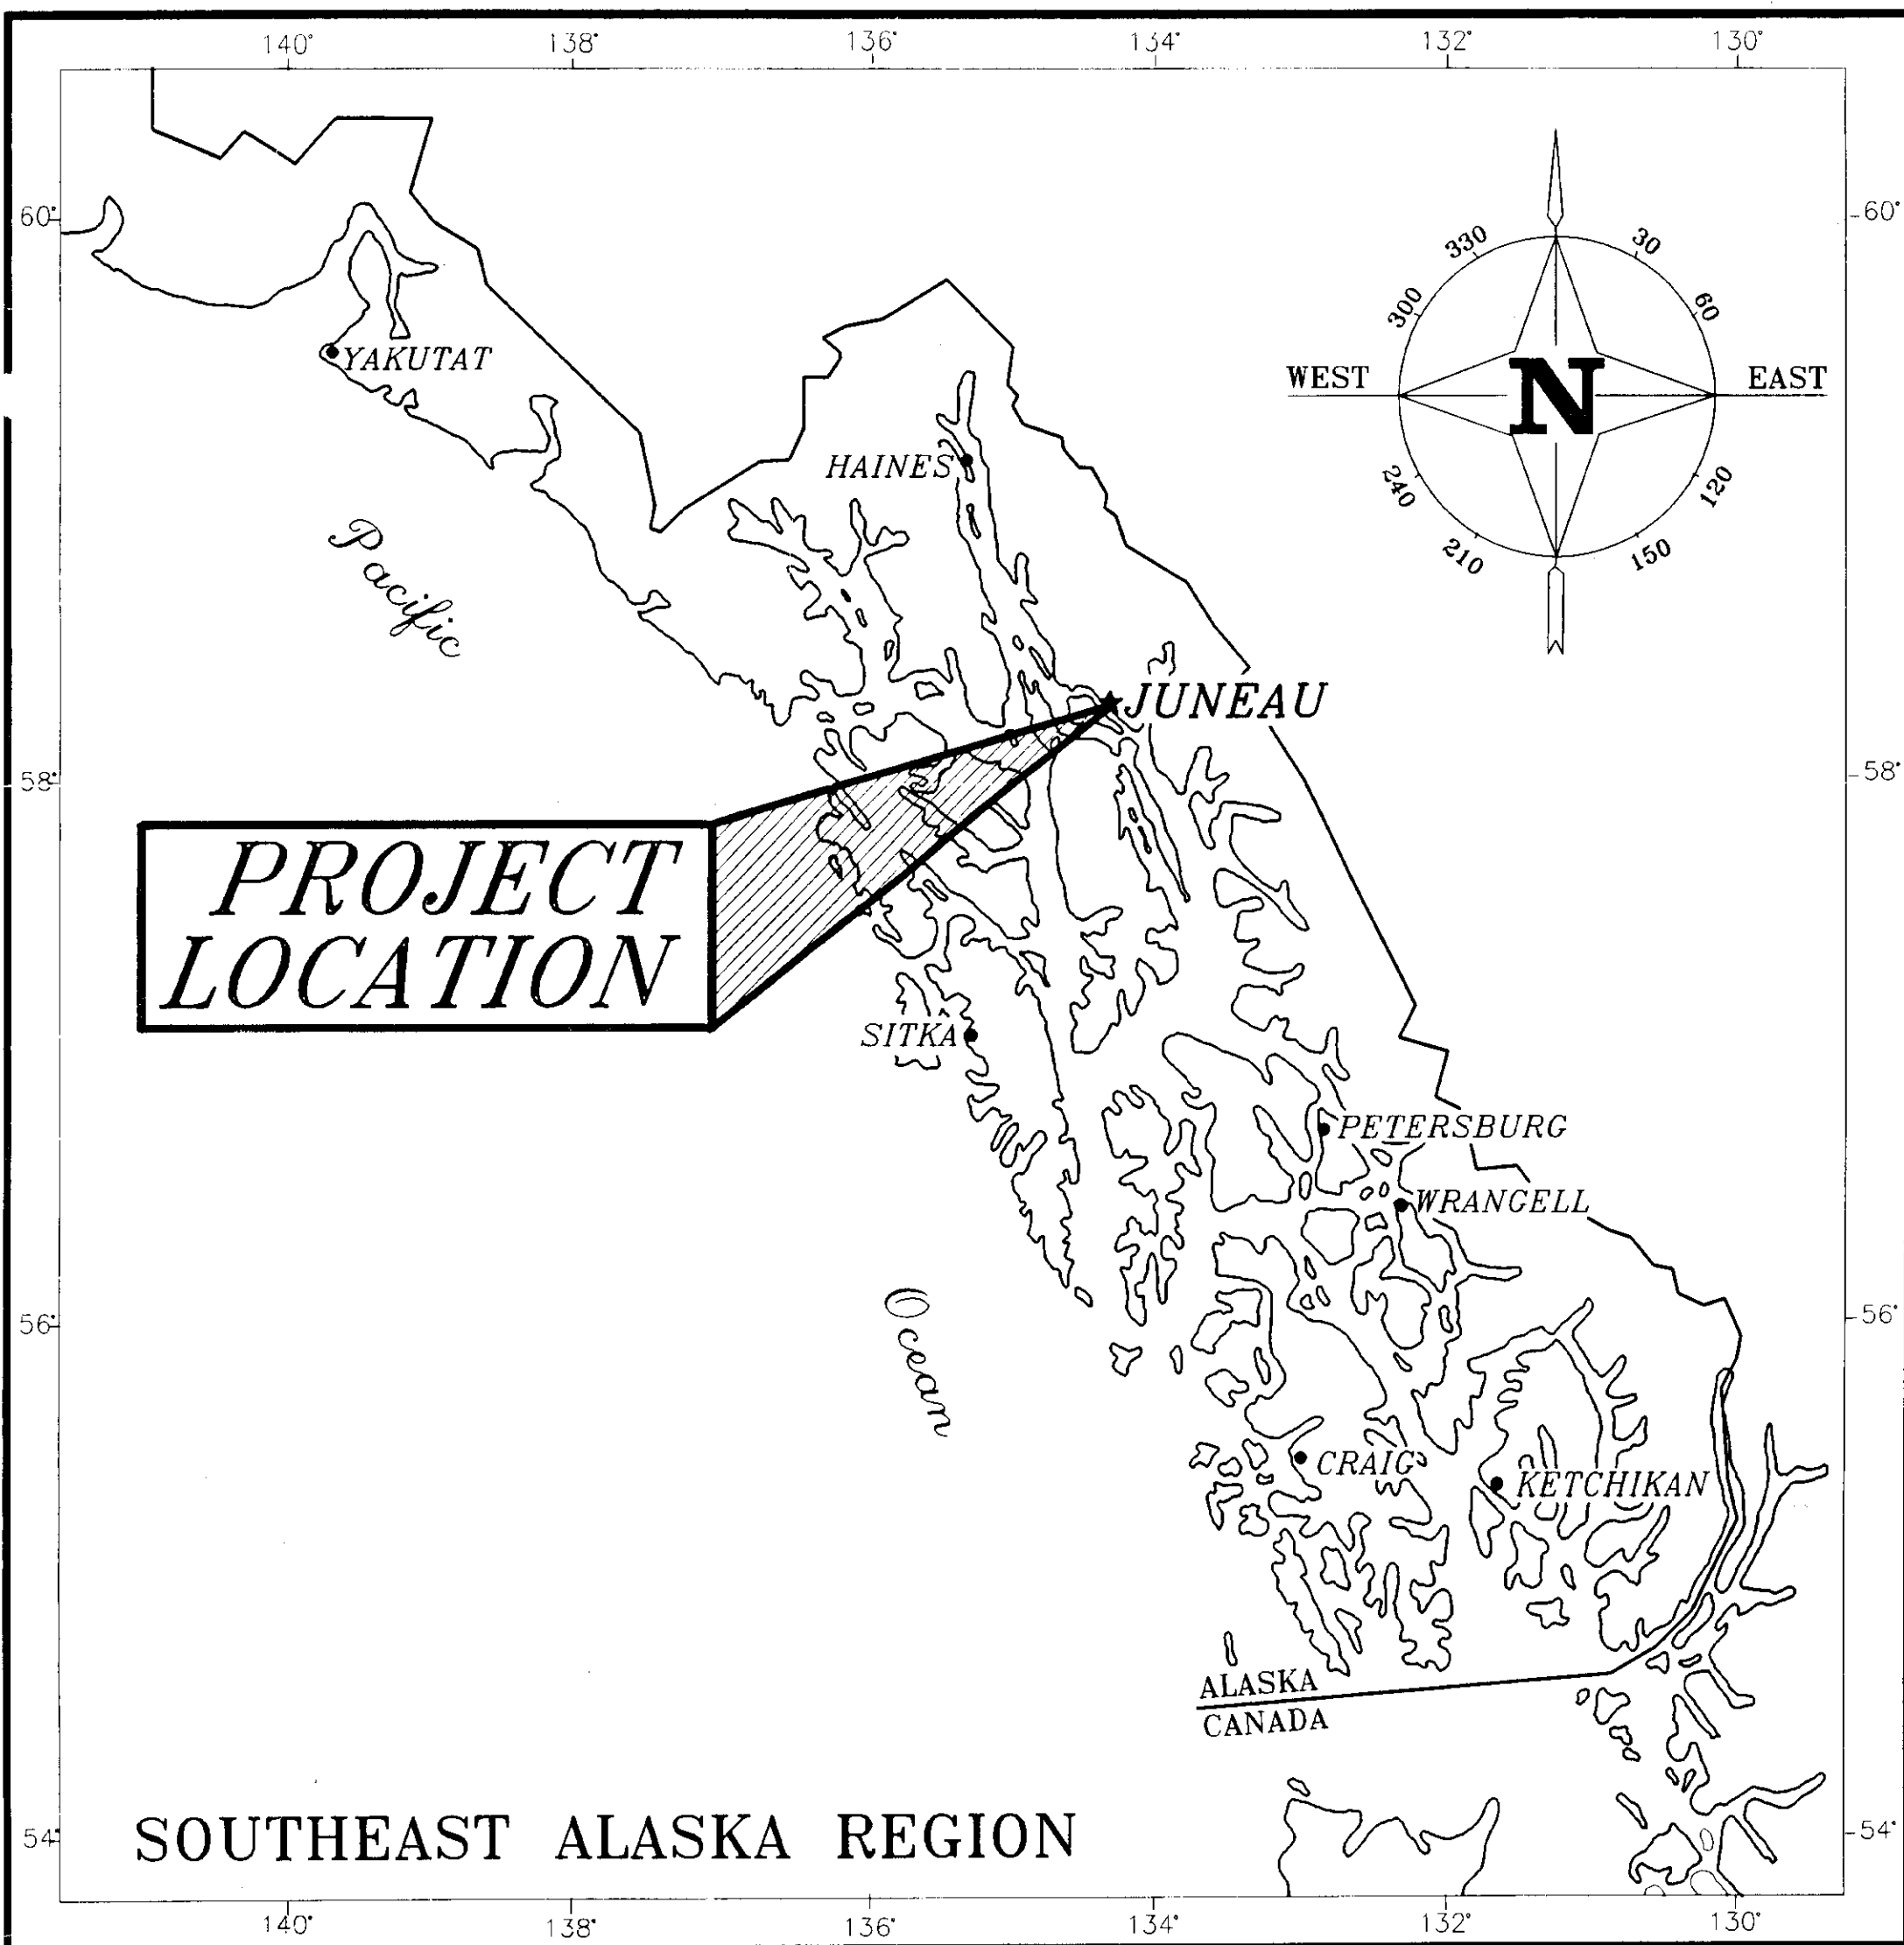 140° 138° 136° 134° 132° 130°
60° 60°
330 30
300 60
YAKUTAT
WEST N EAST
HAINES
240 120
210 150
Pacific
JUNEAU
58° 58°
PROJECT
LOCATION
SITKA
PETERSBURG
WRANGELL
Ocean
56° 56°
CRAIG
KETCHIKAN
ALASKA
CANADA
SOUTHEAST ALASKA REGION
54° 54°
140° 138° 136° 134° 132° 130°